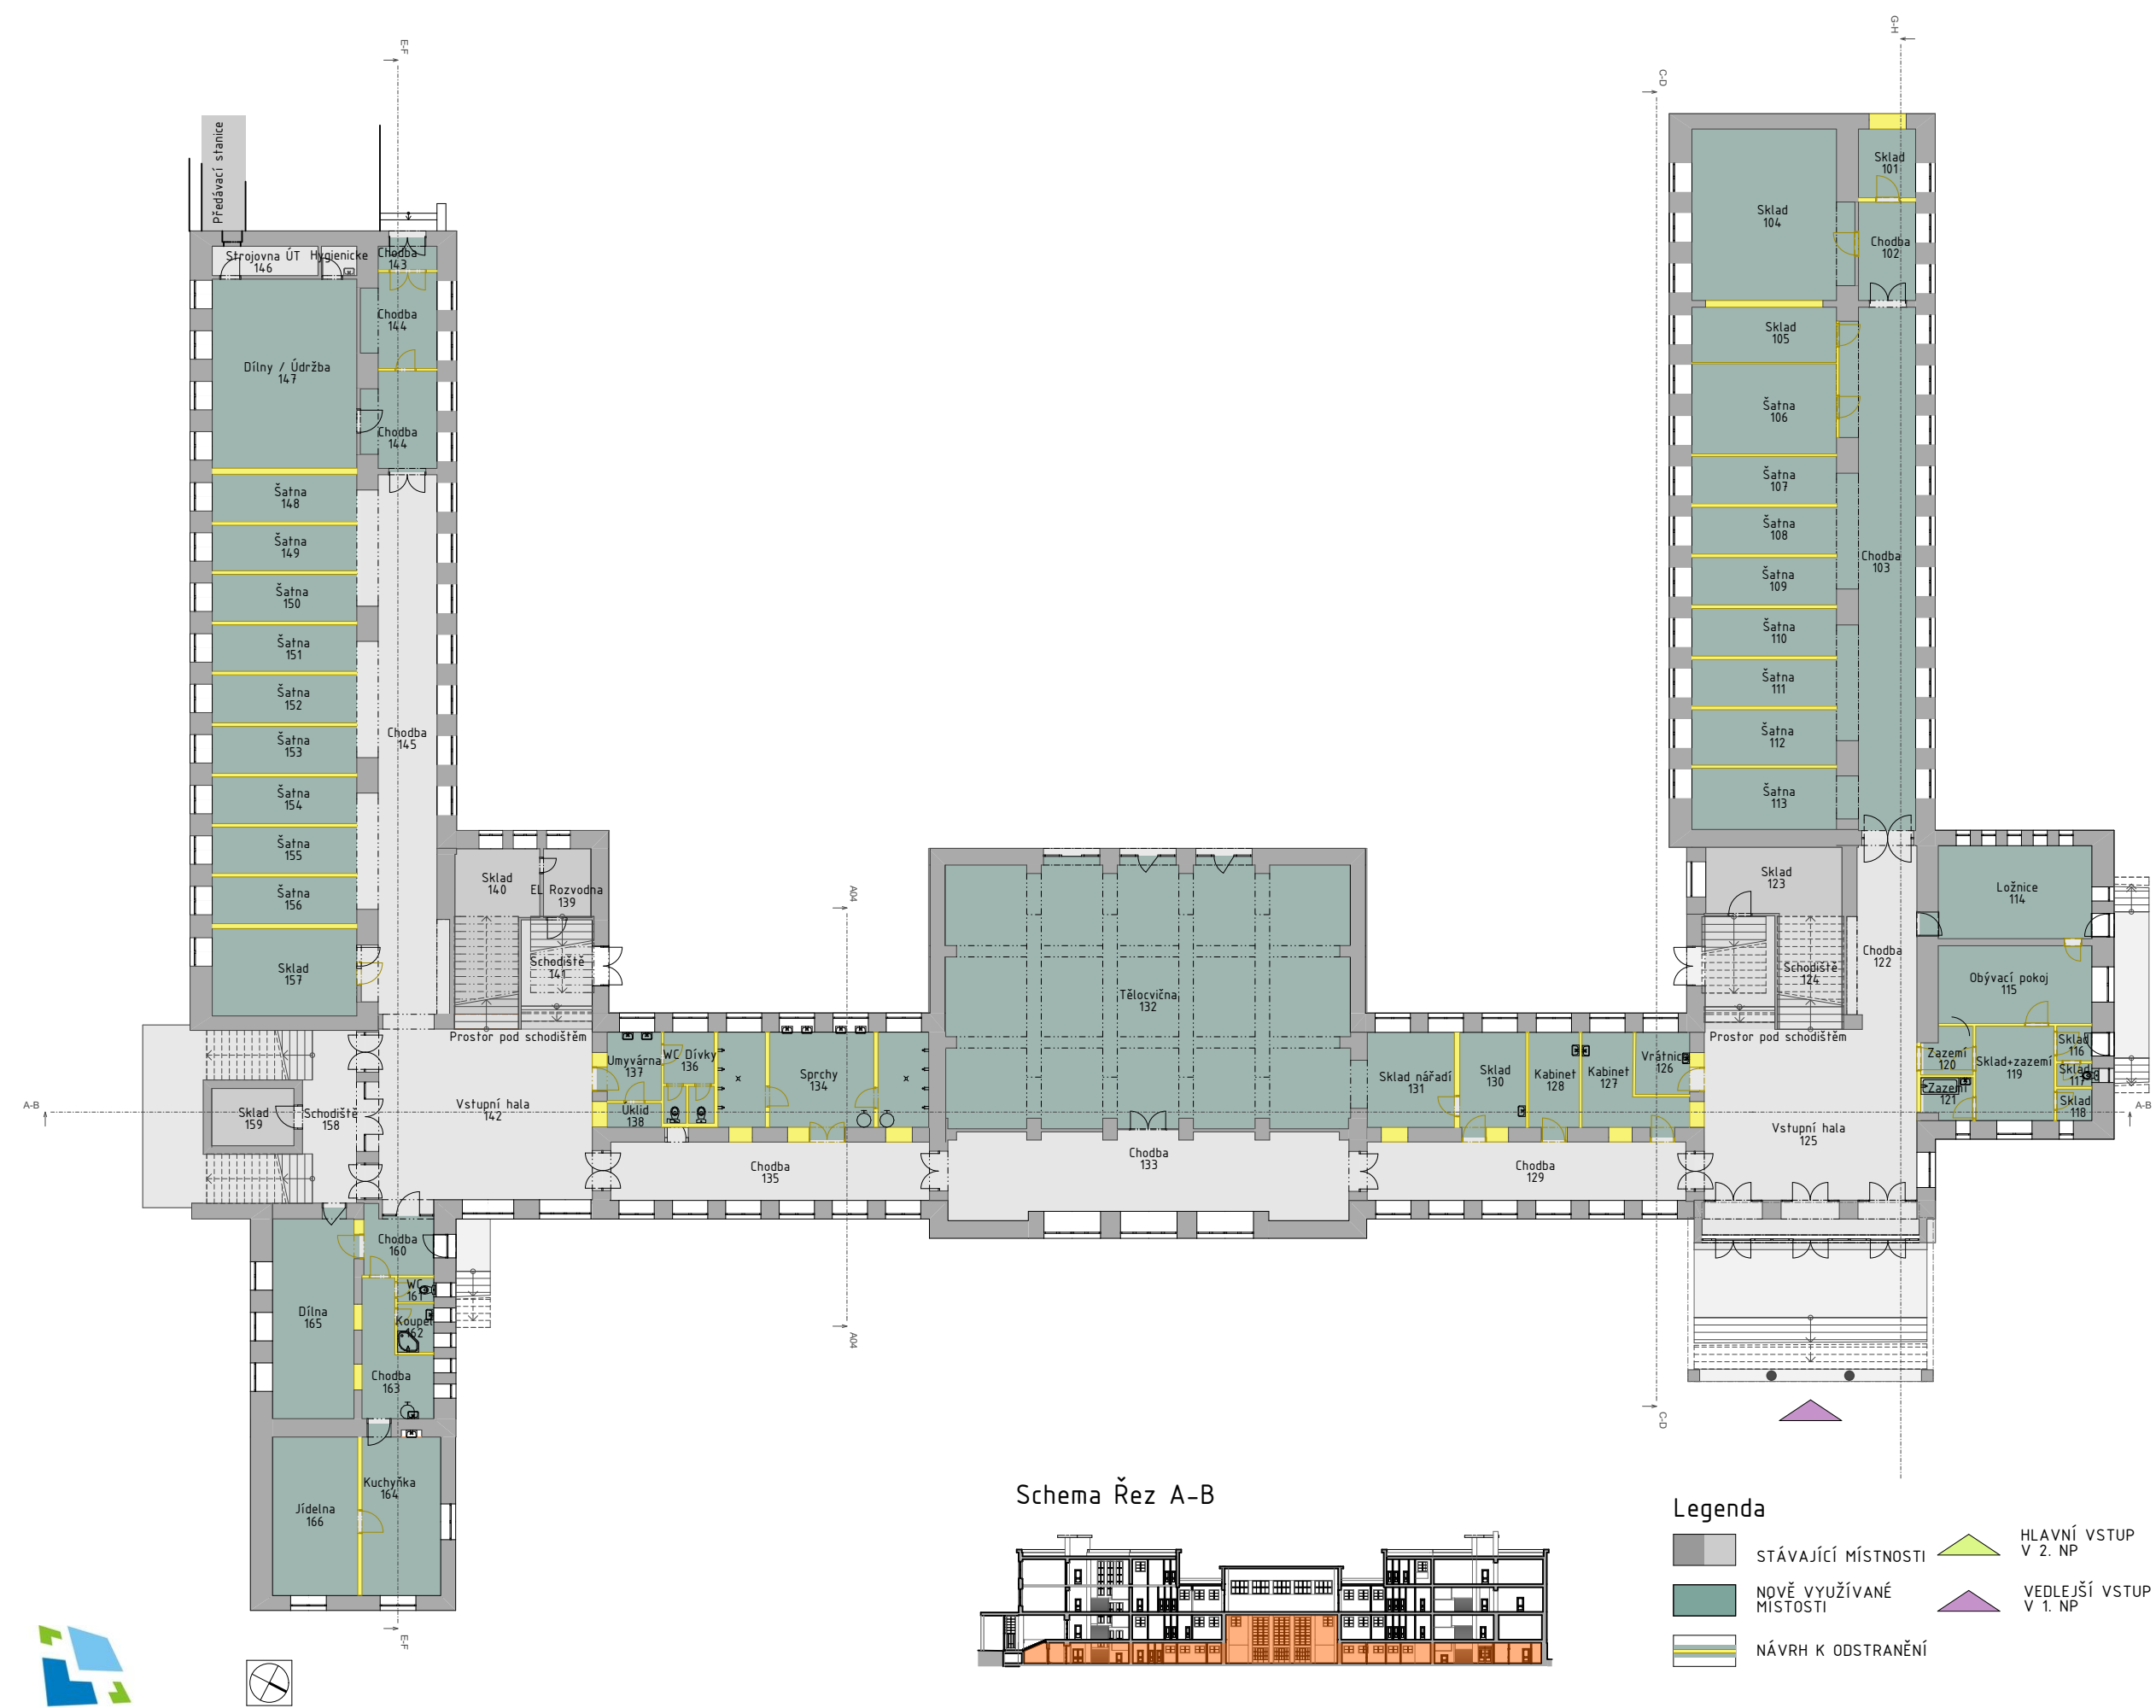 E-F
G-H
C-D
Předávací stanice
Sklad
101
Sklad
104
Chodba
102
Strojovna ÚT
146
Hygienicke
Chodba
143
Chodba
144
Sklad
105
Dílny / Údržba
147
Šatna
106
Chodba
144
Šatna
107
Šatna
148
Šatna
108
Šatna
149
Chodba
103
Šatna
109
Šatna
150
Šatna
110
Šatna
151
Šatna
111
Šatna
152
Šatna
112
Chodba
145
Šatna
153
Šatna
113
Šatna
154
Šatna
155
Šatna
156
Sklad
140
EL Rozvodna
139
A04
Sklad
123
Ložnice
114
Sklad
157
Schodiště
141
Schodiště
124
Chodba
122
Obývací pokoj
115
Tělocvična
132
Prostor pod schodištěm
Prostor pod schodištěm
Umyvárna
137
WC Dívky
136
Sprchy
134
Sklad nářadí
131
Sklad
130
Kabinet
128
Kabinet
127
Vrátnice
126
Zazemí
120
Sklad+zazemí
119
Sklad
116
Sklad
117
Zazemí
121
Sklad
118
A-B
A-B
Sklad
159
Schodiště
158
Vstupní hala
142
Úklid
138
Vstupní hala
125
Chodba
135
Chodba
133
Chodba
129
Chodba
160
WC
161
Dílna
165
Koupel
162
A04
Chodba
163
C-D
Kuchyňka
164
Jídelna
166
E-F
Schema Řez A-B
Legenda
STÁVAJÍCÍ MÍSTNOSTI
NOVĚ VYUŽÍVANÉ
MÍSTOSTI
NÁVRH K ODSTRANĚNÍ
HLAVNÍ VSTUP
V 2. NP
VEDLEJŠÍ VSTUP
V 1. NP